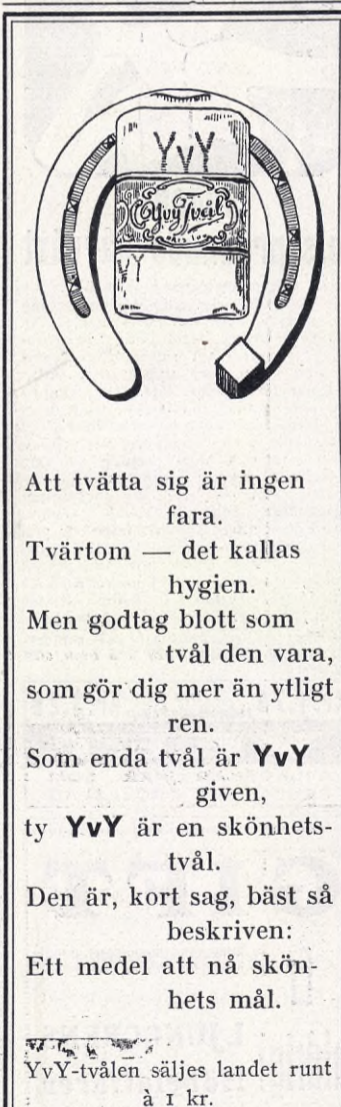 YvY
Yvy Tvål
YvY
Att tvätta sig är ingen
fara.
Tvärtom — det kallas
hygien.
Men godtag blott som
tvål den vara,
som gör dig mer än ytligt
ren.
Som enda tvål är YvY
given,
ty YvY är en skönhets-
tvål.
Den är, kort sag, bäst så
beskriven:
Ett medel att nå skön-
hets mål.
YvY-tvålen säljes landet runt
à 1 kr.